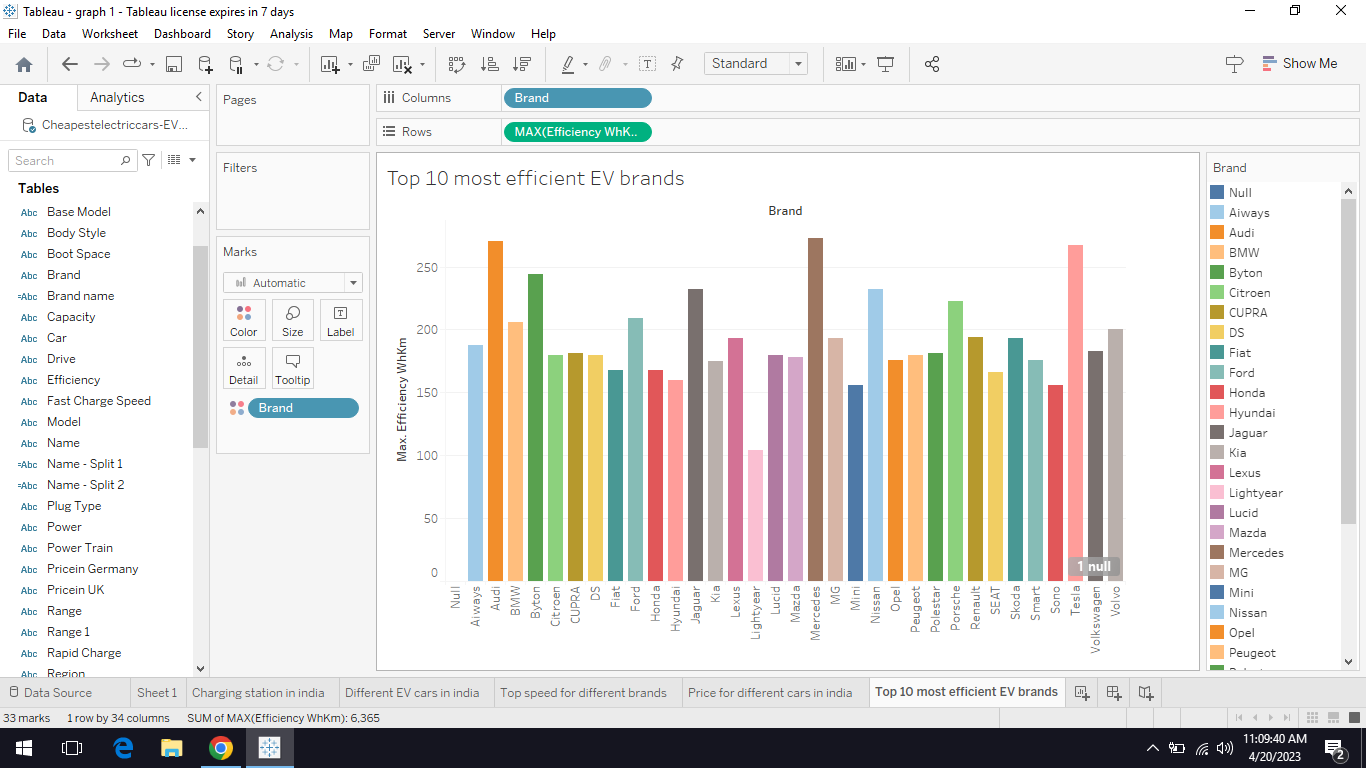 Tableau - graph 1 - Tableau license expires in 7 days
File Data Worksheet Dashboard Story Analysis Map Format Server Window Help
Standard
Show Me
Data
Analytics
Cheapestelectriccars-EV...
Search
Tables
Abc Base Model
Abc Body Style
Abc Boot Space
Abc Brand
=Abc Brand name
Abc Capacity
Abc Car
Abc Drive
Abc Efficiency
Abc Fast Charge Speed
Abc Model
Abc Name
=Abc Name - Split 1
=Abc Name - Split 2
Abc Plug Type
Abc Power
Abc Power Train
Abc Pricein Germany
Abc Pricein UK
Abc Range
Abc Range 1
Abc Rapid Charge
Abc Region
Pages
Filters
Marks
Automatic
Color
Size
Label
Detail
Tooltip
Brand
Columns
Brand
Rows
MAX(Efficiency WhK..
Top 10 most efficient EV brands
Brand
Max. Efficiency WhKm
250
200
150
100
50
0
Null
Aiways
Audi
BMW
Byton
Citroen
CUPRA
DS
Fiat
Ford
Honda
Hyundai
Jaguar
Kia
Lexus
Lightyear
Lucid
Mazda
Mercedes
MG
Mini
Nissan
Opel
Peugeot
Polestar
Porsche
Renault
SEAT
Skoda
Smart
Sono
Tesla
Volkswagen
Volvo
1 null
Brand
Null
Aiways
Audi
BMW
Byton
Citroen
CUPRA
DS
Fiat
Ford
Honda
Hyundai
Jaguar
Kia
Lexus
Lightyear
Lucid
Mazda
Mercedes
MG
Mini
Nissan
Opel
Peugeot
Data Source
Sheet 1
Charging station in india
Different EV cars in india
Top speed for different brands
Price for different cars in india
Top 10 most efficient EV brands
33 marks
1 row by 34 columns
SUM of MAX(Efficiency WhKm): 6,365
11:09:40 AM
4/20/2023
2